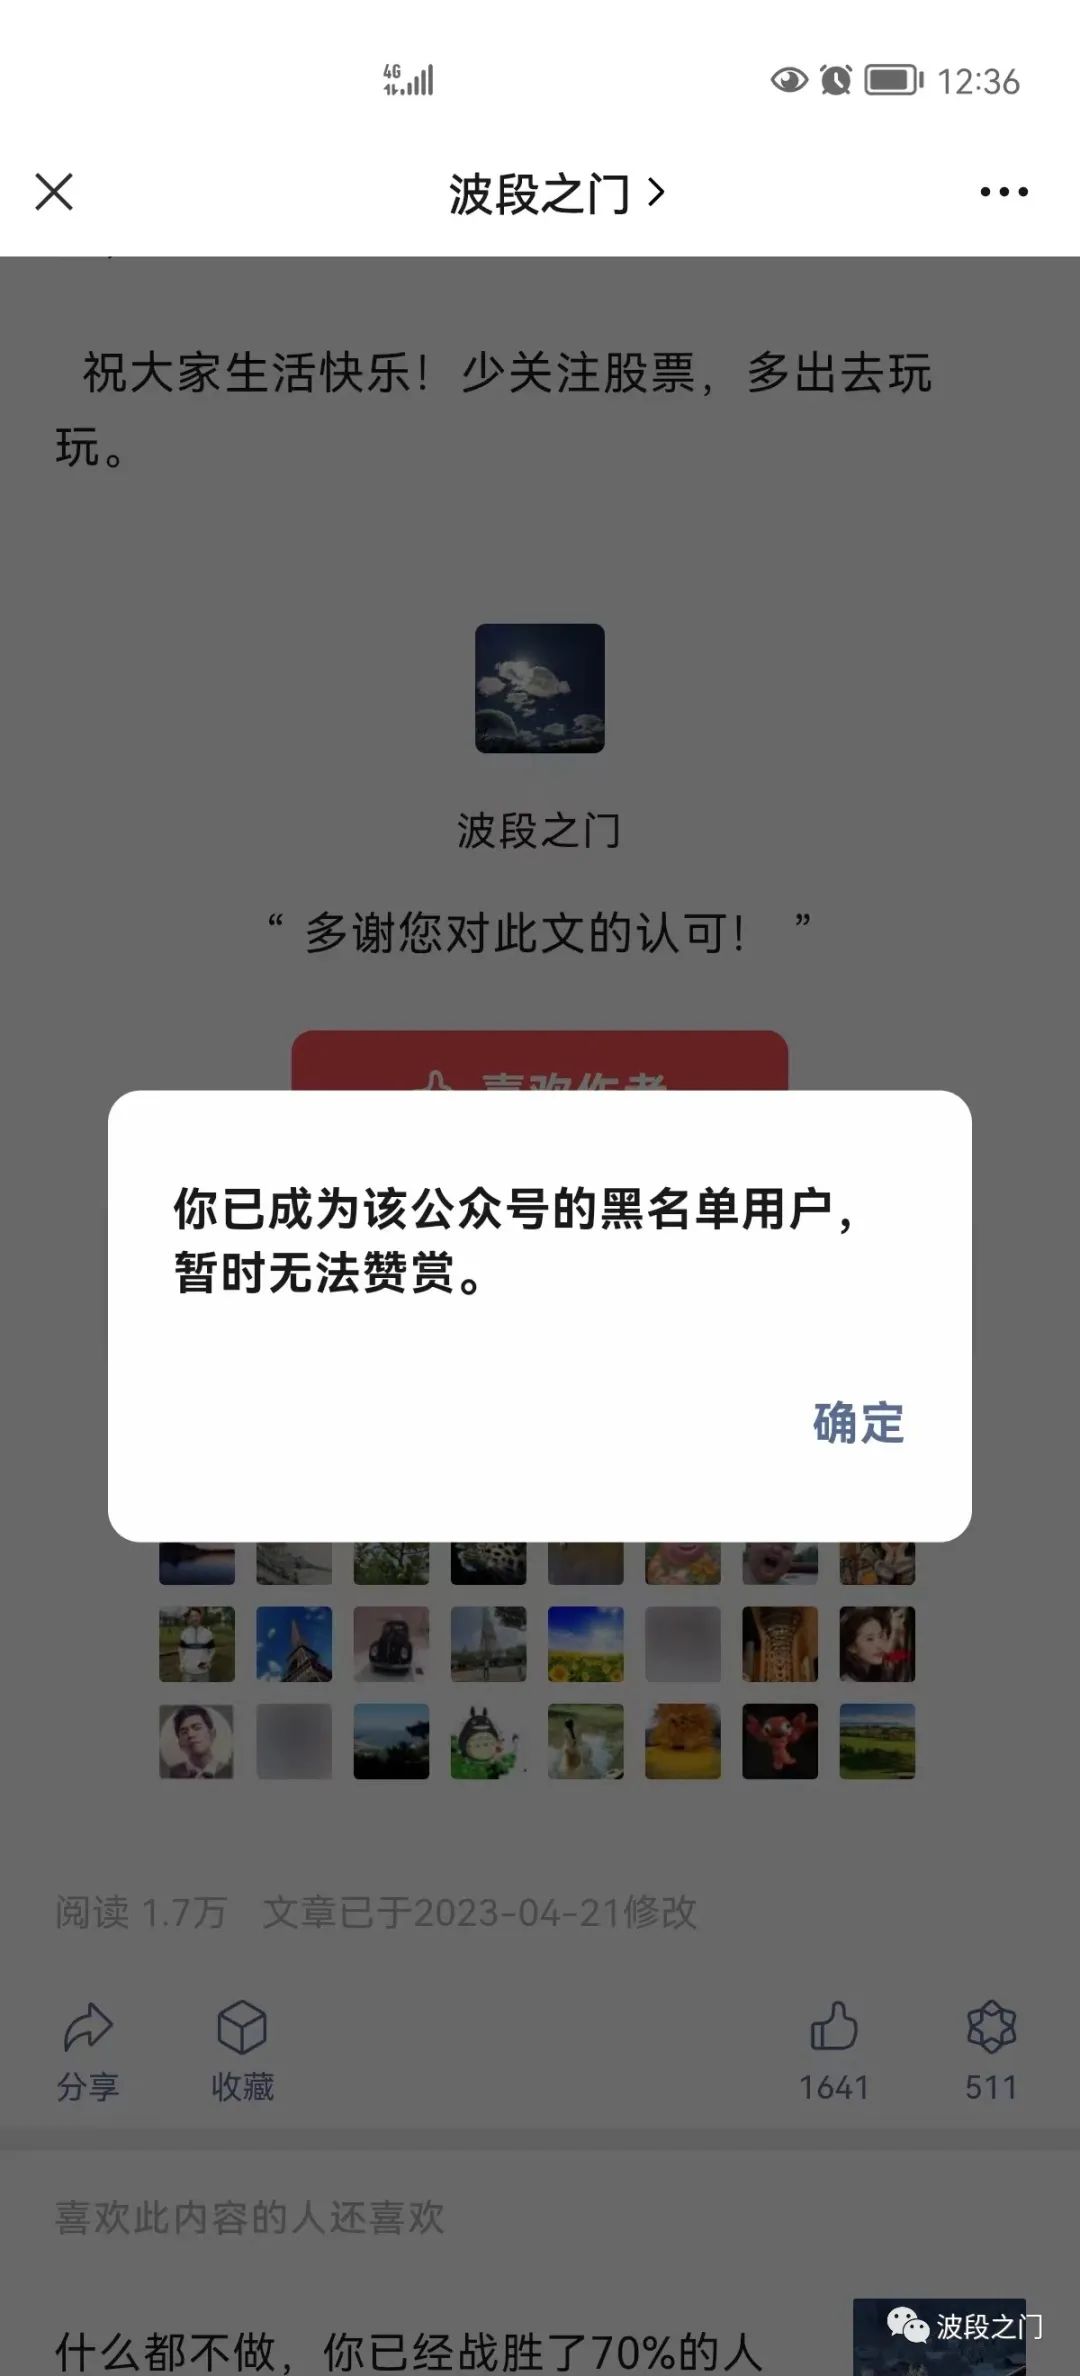 4G
12:36
波段之门
祝大家生活快乐！少关注股票，多出去玩
玩。
波段之门
“ 多谢您对此文的认可！ ”
喜欢作者
你已成为该公众号的黑名单用户，
暂时无法赞赏。
确定
阅读 1.7万 文章已于2023-04-21修改
分享
收藏
1641
511
喜欢此内容的人还喜欢
什么都不做，你已经战胜了70%的人
波段之门